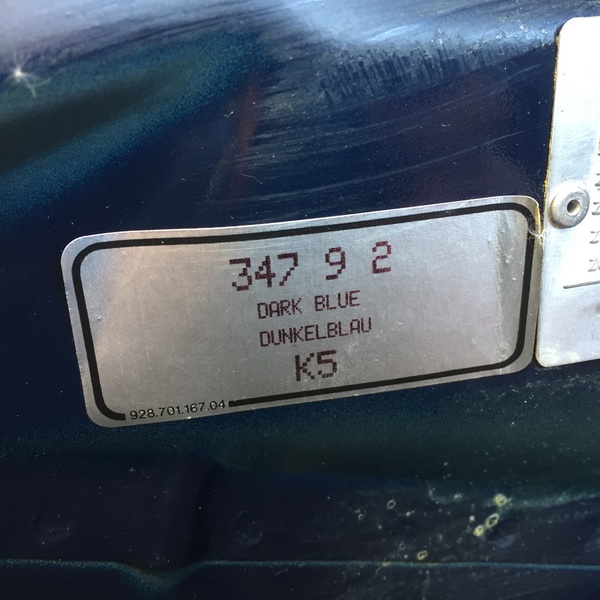 347 9 2
DARK BLUE
DUNKELBLAU
K5
928.701.167.04